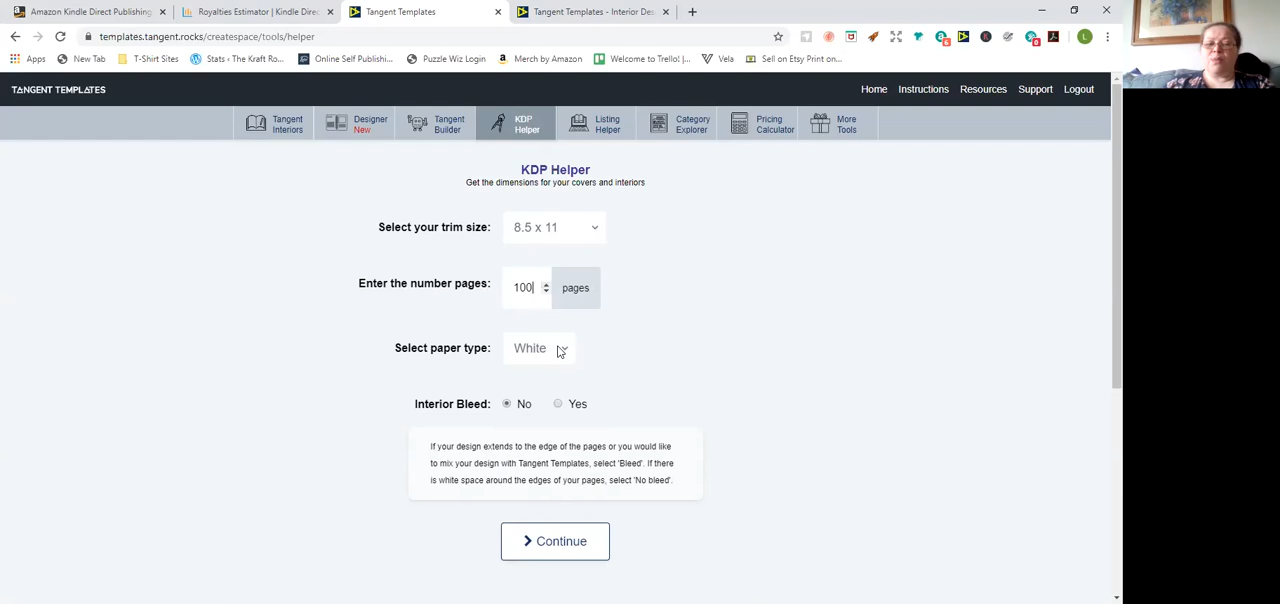 Amazon Kindle Direct Publishing
Royalties Estimator | Kindle Direc
Tangent Templates
Tangent Templates - Interior Des
templates.tangent.rocks/createspace/tools/helper
Apps
New Tab
T-Shirt Sites
Stats ‹ The Kraft Ro...
Online Self Publishi...
Puzzle Wiz Login
Merch by Amazon
Welcome to Trello!...
Vela
Sell on Etsy Print on...
TANGENT TEMPLATES
Home
Instructions
Resources
Support
Logout
Tangent
Interiors
Designer
New
Tangent
Builder
KDP
Helper
Listing
Helper
Category
Explorer
Pricing
Calculator
More
Tools
KDP Helper
Get the dimensions for your covers and interiors
Select your trim size:
8.5 x 11
Enter the number pages:
100
pages
Select paper type:
White
Interior Bleed:
No
Yes
If your design extends to the edge of the pages or you would like
to mix your design with Tangent Templates, select 'Bleed'. If there
is white space around the edges of your pages, select 'No bleed'.
Continue